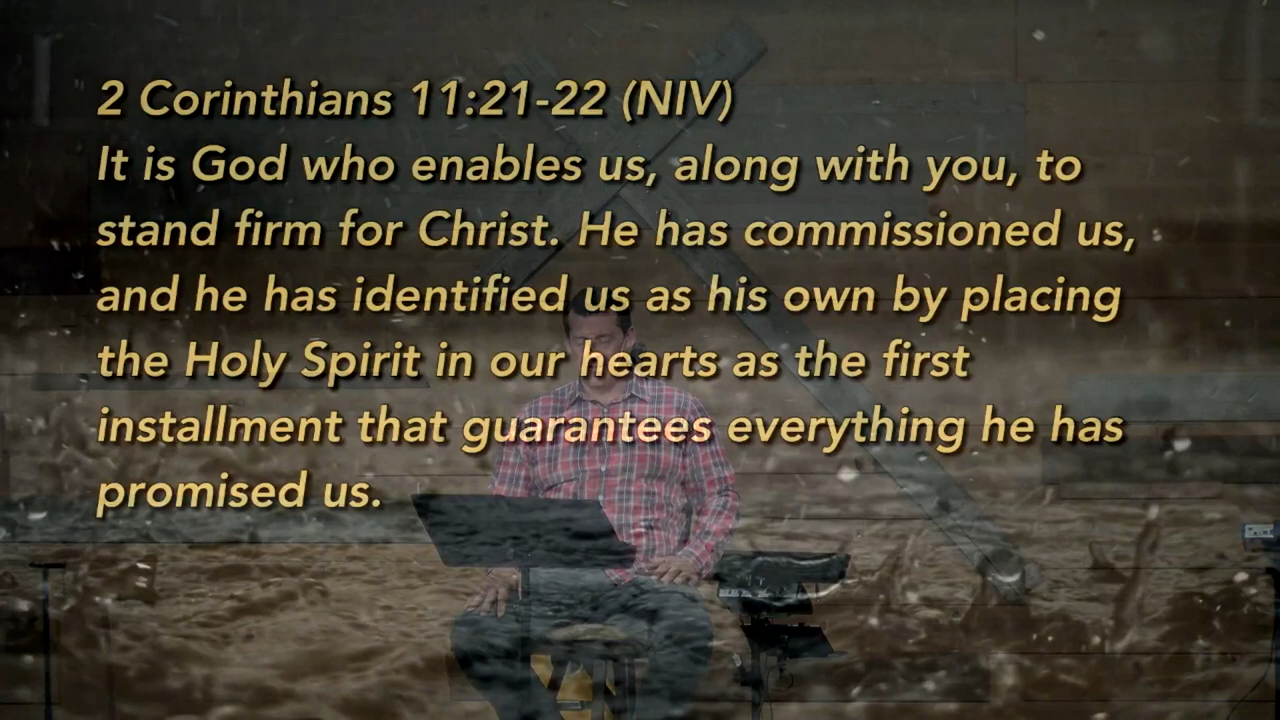 2 Corinthians 11:21-22 (NIV)
It is God who enables us, along with you, to
stand firm for Christ. He has commissioned us,
and he has identified us as his own by placing
the Holy Spirit in our hearts as the first
installment that guarantees everything he has
promised us.